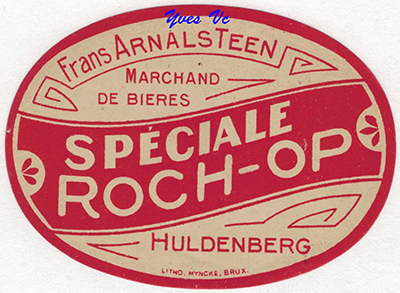 Yves Vc
Frans ArnalsTeen
MARCHAND
DE BIERES
SPÉCIALE
ROCH-OP
HULDENBERG
LITHO. MYNCKE. BRUX.